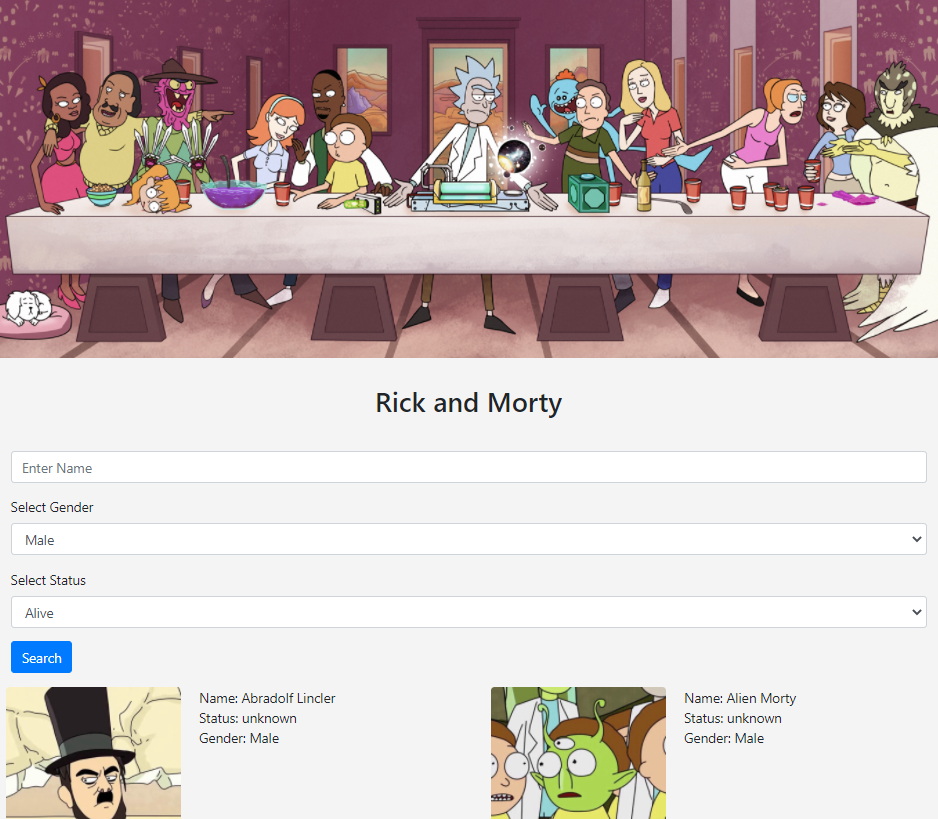 Rick and Morty
Enter Name
Select Gender
Male
Select Status
Alive
Search
Name: Abradolf Lincler
Status: unknown
Gender: Male
Name: Alien Morty
Status: unknown
Gender: Male